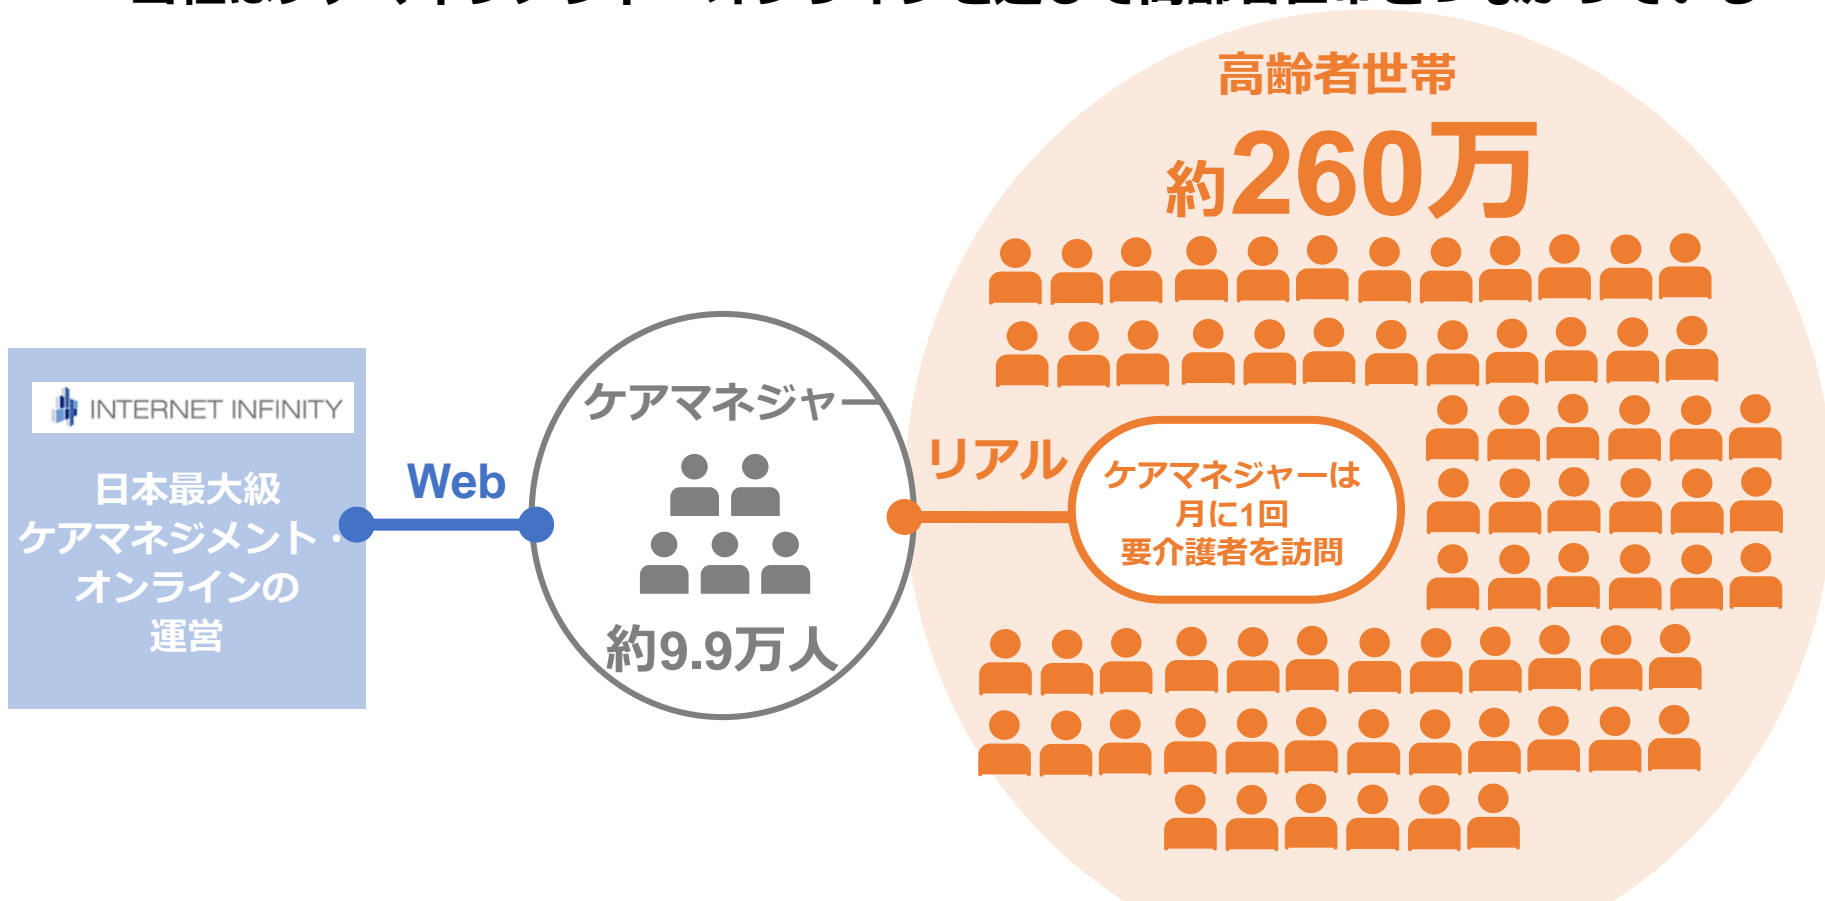 高齢者世帯
約260万
INTERNET INFINITY
日本最大級
ケアマネジメント・
オンラインの
運営
Web
ケアマネジャー
約9.9万人
リアル
ケアマネジャーは
月に1回
要介護者を訪問